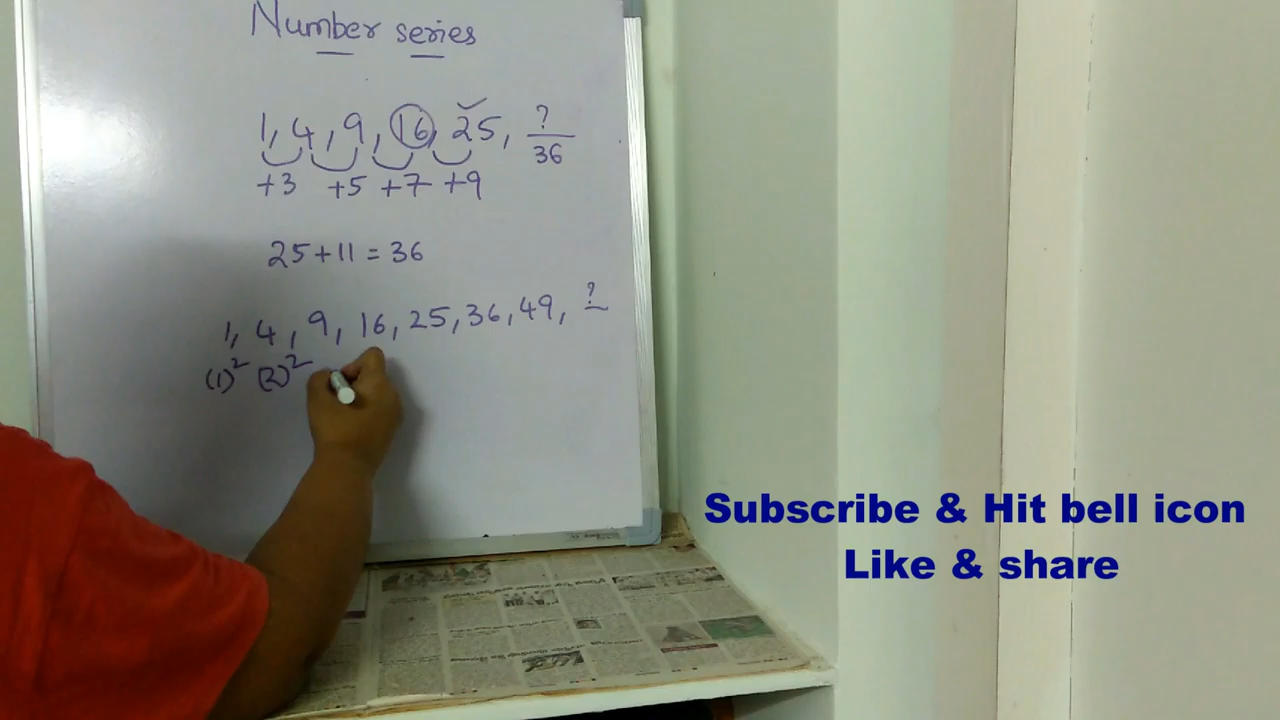 Number series
1, 4, 9, 16, 25, ?
36
+3 +5 +7 +9
25+11=36
1, 4, 9, 16, 25, 36, 49, ?
(1)² (2)²
Subscribe & Hit bell icon
Like & share